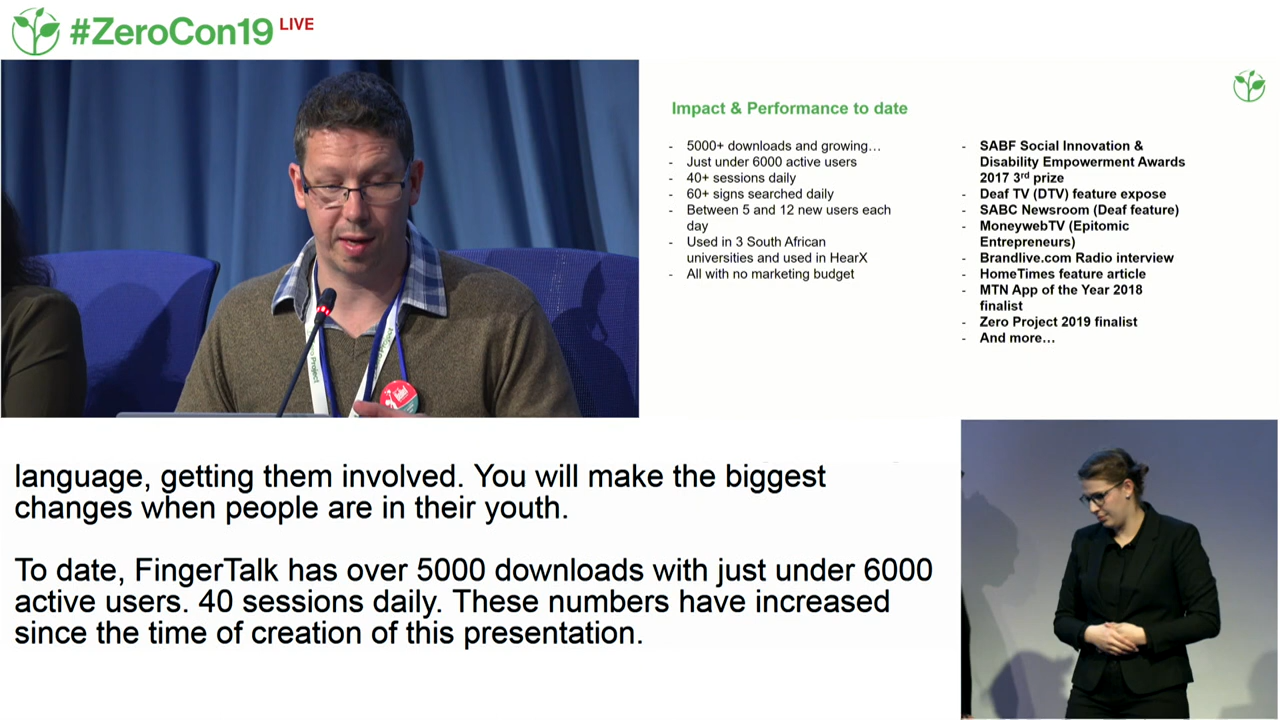 #ZeroCon19 LIVE
Impact & Performance to date
- 5000+ downloads and growing…
- Just under 6000 active users
- 40+ sessions daily
- 60+ signs searched daily
- Between 5 and 12 new users each
day
- Used in 3 South African
universities and used in HearX
- All with no marketing budget
- SABF Social Innovation &
Disability Empowerment Awards
2017 3rd prize
- Deaf TV (DTV) feature expose
- SABC Newsroom (Deaf feature)
- MoneywebTV (Epitomic
Entrepreneurs)
- Brandlive.com Radio interview
- HomeTimes feature article
- MTN App of the Year 2018
finalist
- Zero Project 2019 finalist
- And more…
language, getting them involved. You will make the biggest
changes when people are in their youth.
To date, FingerTalk has over 5000 downloads with just under 6000
active users. 40 sessions daily. These numbers have increased
since the time of creation of this presentation.